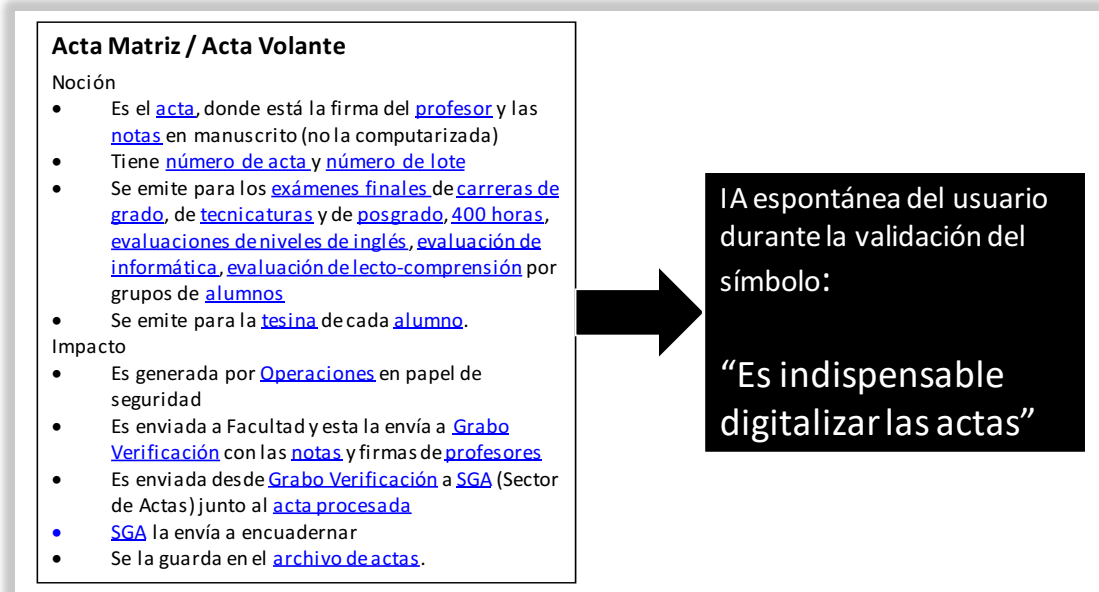 Acta Matriz / Acta Volante
Noción
• Es el acta, donde está la firma del profesor y las
notas en manuscrito (no la computarizada)
• Tiene número de acta y número de lote
• Se emite para los exámenes finales de carreras de
grado, de tecnicaturas y de posgrado, 400 horas,
evaluaciones de niveles de inglés, evaluación de
informática, evaluación de lecto-comprensión por
grupos de alumnos
• Se emite para la tesina de cada alumno.
Impacto
• Es generada por Operaciones en papel de
seguridad
• Es enviada a Facultad y esta la envía a Grabo
Verificación con las notas y firmas de profesores
• Es enviada desde Grabo Verificación a SGA (Sector
de Actas) junto al acta procesada
• SGA la envía a encuadernar
• Se la guarda en el archivo de actas.
IA espontánea del usuario
durante la validación del
símbolo:
“Es indispensable
digitalizar las actas”